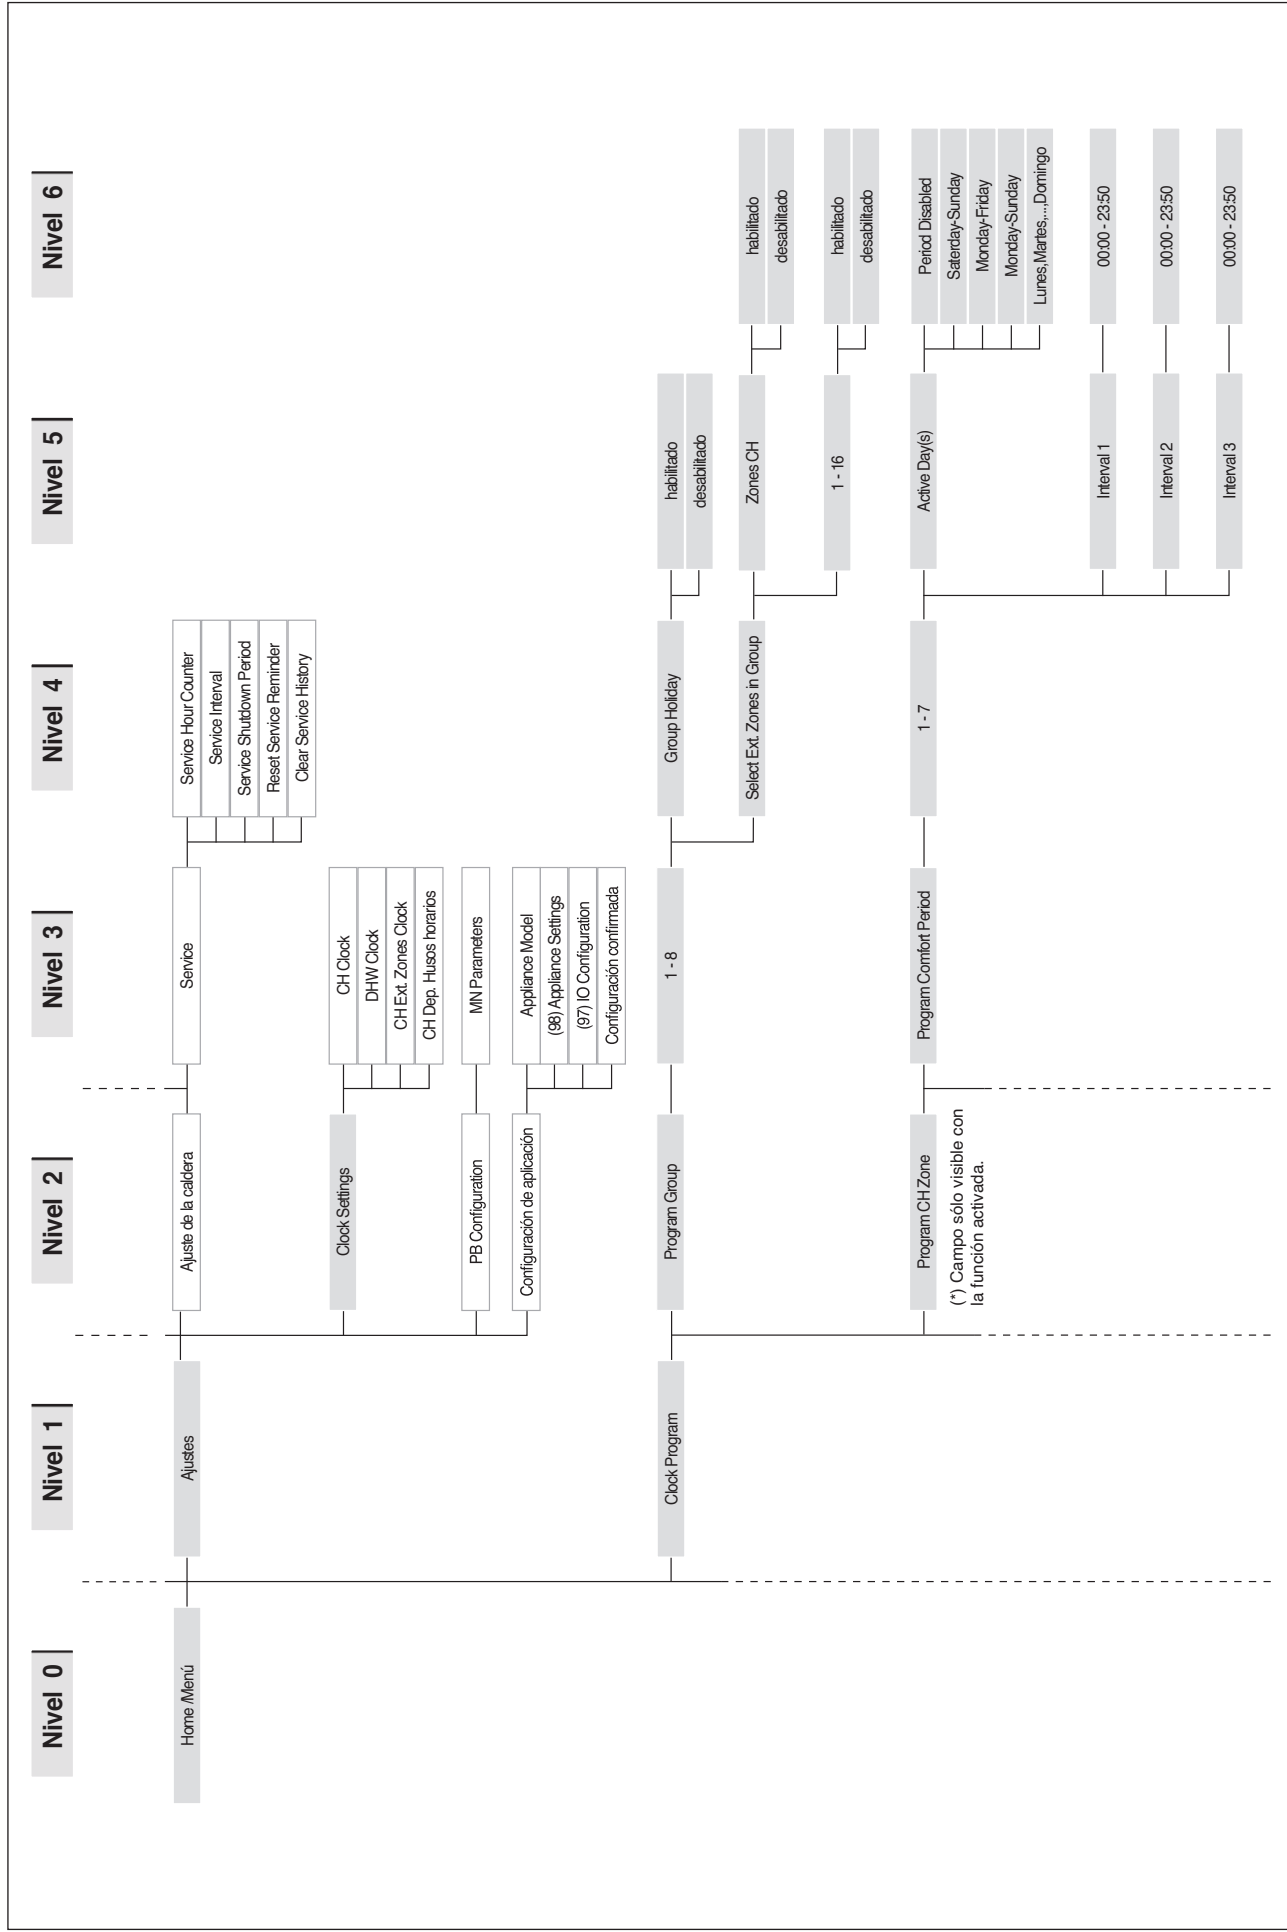 Nivel 0
Nivel 1
Nivel 2
Nivel 3
Nivel 4
Nivel 5
Nivel 6
Home /Menú
Ajustes
Ajuste de la caldera
Service
Service Hour Counter
Service Interval
Service Shutdown Period
Reset Service Reminder
Clear Service History
Clock Settings
CH Clock
DHW Clock
CH Ext. Zones Clock
CH Dep. Husos horarios
PB Configuration
MN Parameters
Configuración de aplicación
Appliance Model
(98) Appliance Settings
(97) IO Configuration
Configuración confirmada
Clock Program
Program Group
1 - 8
Group Holiday
habilitado
desabilitado
Select Ext. Zones in Group
Zones CH
habilitado
desabilitado
1 - 16
habilitado
desabilitado
Program CH Zone
(*) Campo sólo visible con
la función activada.
Program Comfort Period
1 - 7
Active Day(s)
Period Disabled
Saterday-Sunday
Monday-Friday
Monday-Sunday
Lunes,Martes,...,Domingo
Interval 1
00:00 - 23:50
Interval 2
00:00 - 23:50
Interval 3
00:00 - 23:50